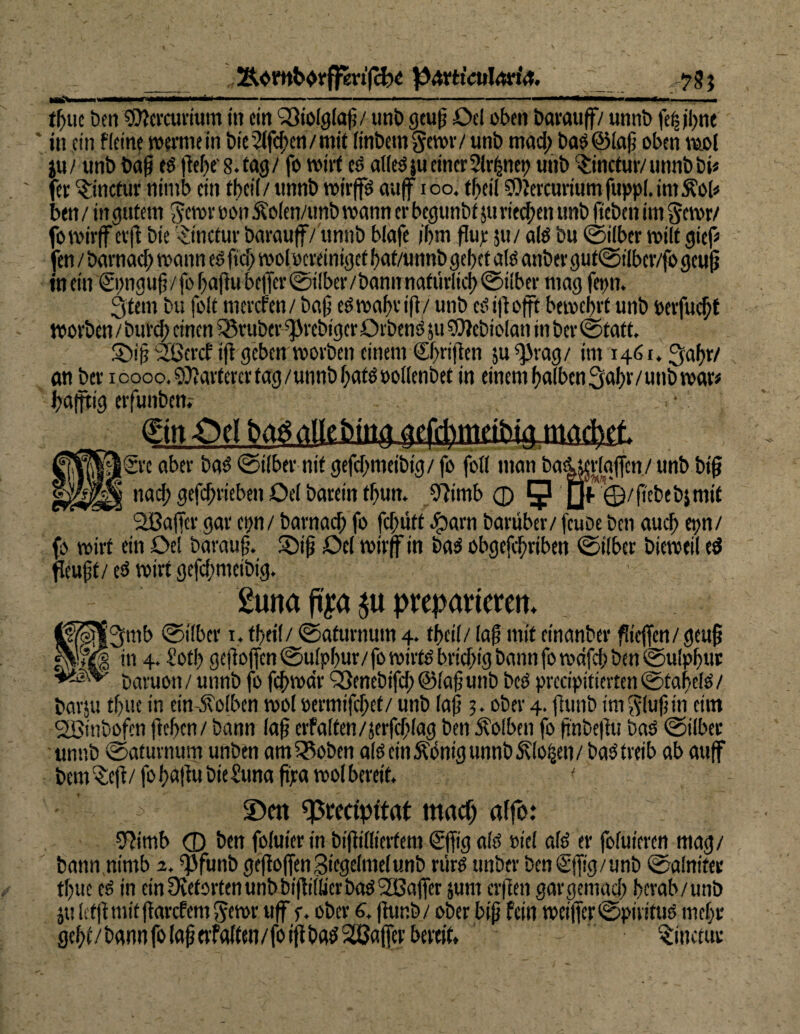 Kornbörfferische Particularia. 783
thue den Mercurium in ein Violglaß / und geuß Oel oben darauff / unnd setz ihne
in ein kleine werme in die Aschen / mit lindem Fewr / und mach das Glaß oben wol
zu / und daß es stehe 8. tag / so wirt es alles zu einer Artzney und Tinctur / unnd di-
ser Tinctur nimb ein theil / unnd wirffs auff 100. theil Mercurium suppl. im Kol-
ben / in gutem Fewr von Kolen / und wann er begundt zu riechen und sieden im Fewr /
so wirff erst die Tinctur darauff / unnd blase ihm flux zu / als du Silber wilt gies-
sen / darnach wann es sich wol vereiniget hat / unnd gehet als ander gut Silber / so geuß
in ein Eynguß / so hastu besser Silber / dann natürlich Silber mag seyn.
Item du solt mercken / daß es wahr ist / und es ist offt bewehrt und versucht
worden / durch einen Bruder Prediger Ordens zu Mediolan in der Statt.
Diß Werck ist geben worden einem Christen zu Prag / im 1461. Jahr /
an der 10000. Marterer tag / unnd hats vollendet in einem halben Jahr / und war-
hafftig erfunden.
Ein Oel das allebing geschmeibig machet.
Ere aber das Silber nit geschmeidig / so soll man das zerlassen / und biß
nach geschrieben Oel darein thun. Nimb / siede dz mit
Wasser gar eyn / darnach so schütt Harn darüber / seude den auch eyn /
so wirt ein Oel darauß. Diß Oel wirff in das obgeschriben Silber dieweil es
fleußt / es wirt geschmeidig.
Luna fixa zu preparieren.
Nimb Silber 1. theil / Saturnum 4. theil / laß mit einander fliessen / geuß
in 4. Loth gestossen Sulphur / so wirts brichig dann so wäsch den Sulphur
daruon / unnd so schwär Venedisch Glaß und des precipitierten Stahels /
darzu thue in ein Kolben wol vermischet / und laß 3. oder 4. stund im Fluß in eim
Windofen stehen / dann laß erkalten / zerschlag den Kolben so findestu das Silber
unnd Saturnum unden am Boden als ein König unnd Klotzen / das treib ab auff
dem Test / so hastu die Luna fixa wol bereit.
Den Precipitat mach also:
Nimb ☿ den soluier in distilliertem Essig als viel als er soluieren mag /
dann nimb 2. Pfund gestossen Ziegelmel und rürs under den Essig / und Salniter
thue es in ein Retorten und distillier das Wasser zum ersten gar gemach herab / und
zu letst mit starckem Fewr uff 5. oder 6. stund / oder biß kein weisser Spiritus mehr
geht / dann so laß erkalten / so ist das Wasser bereit. Tinctur